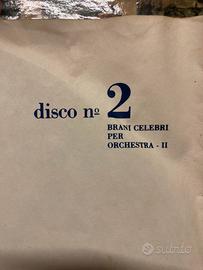 disco nº 2
BRANI CELEBRI
PER
ORCHESTRA - II
subito